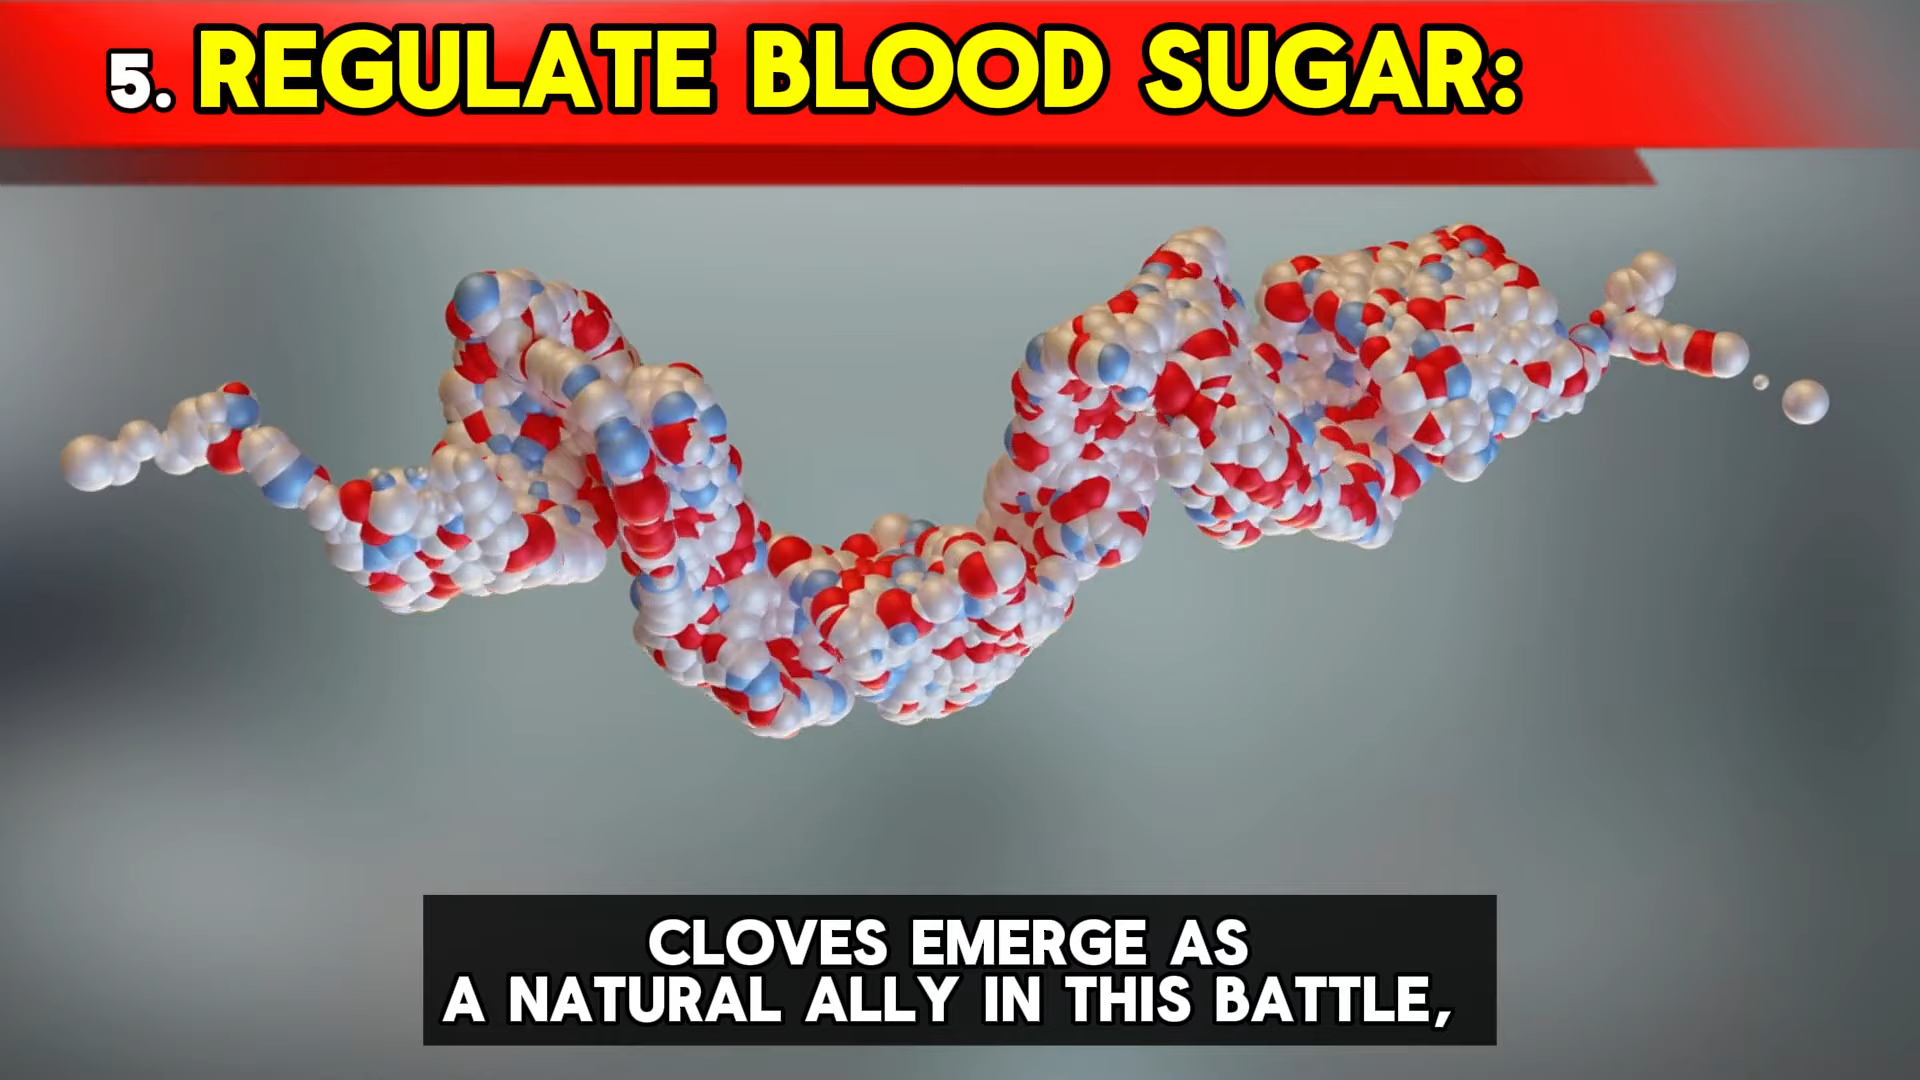 5. REGULATE BLOOD SUGAR:
CLOVES EMERGE AS
A NATURAL ALLY IN THIS BATTLE,